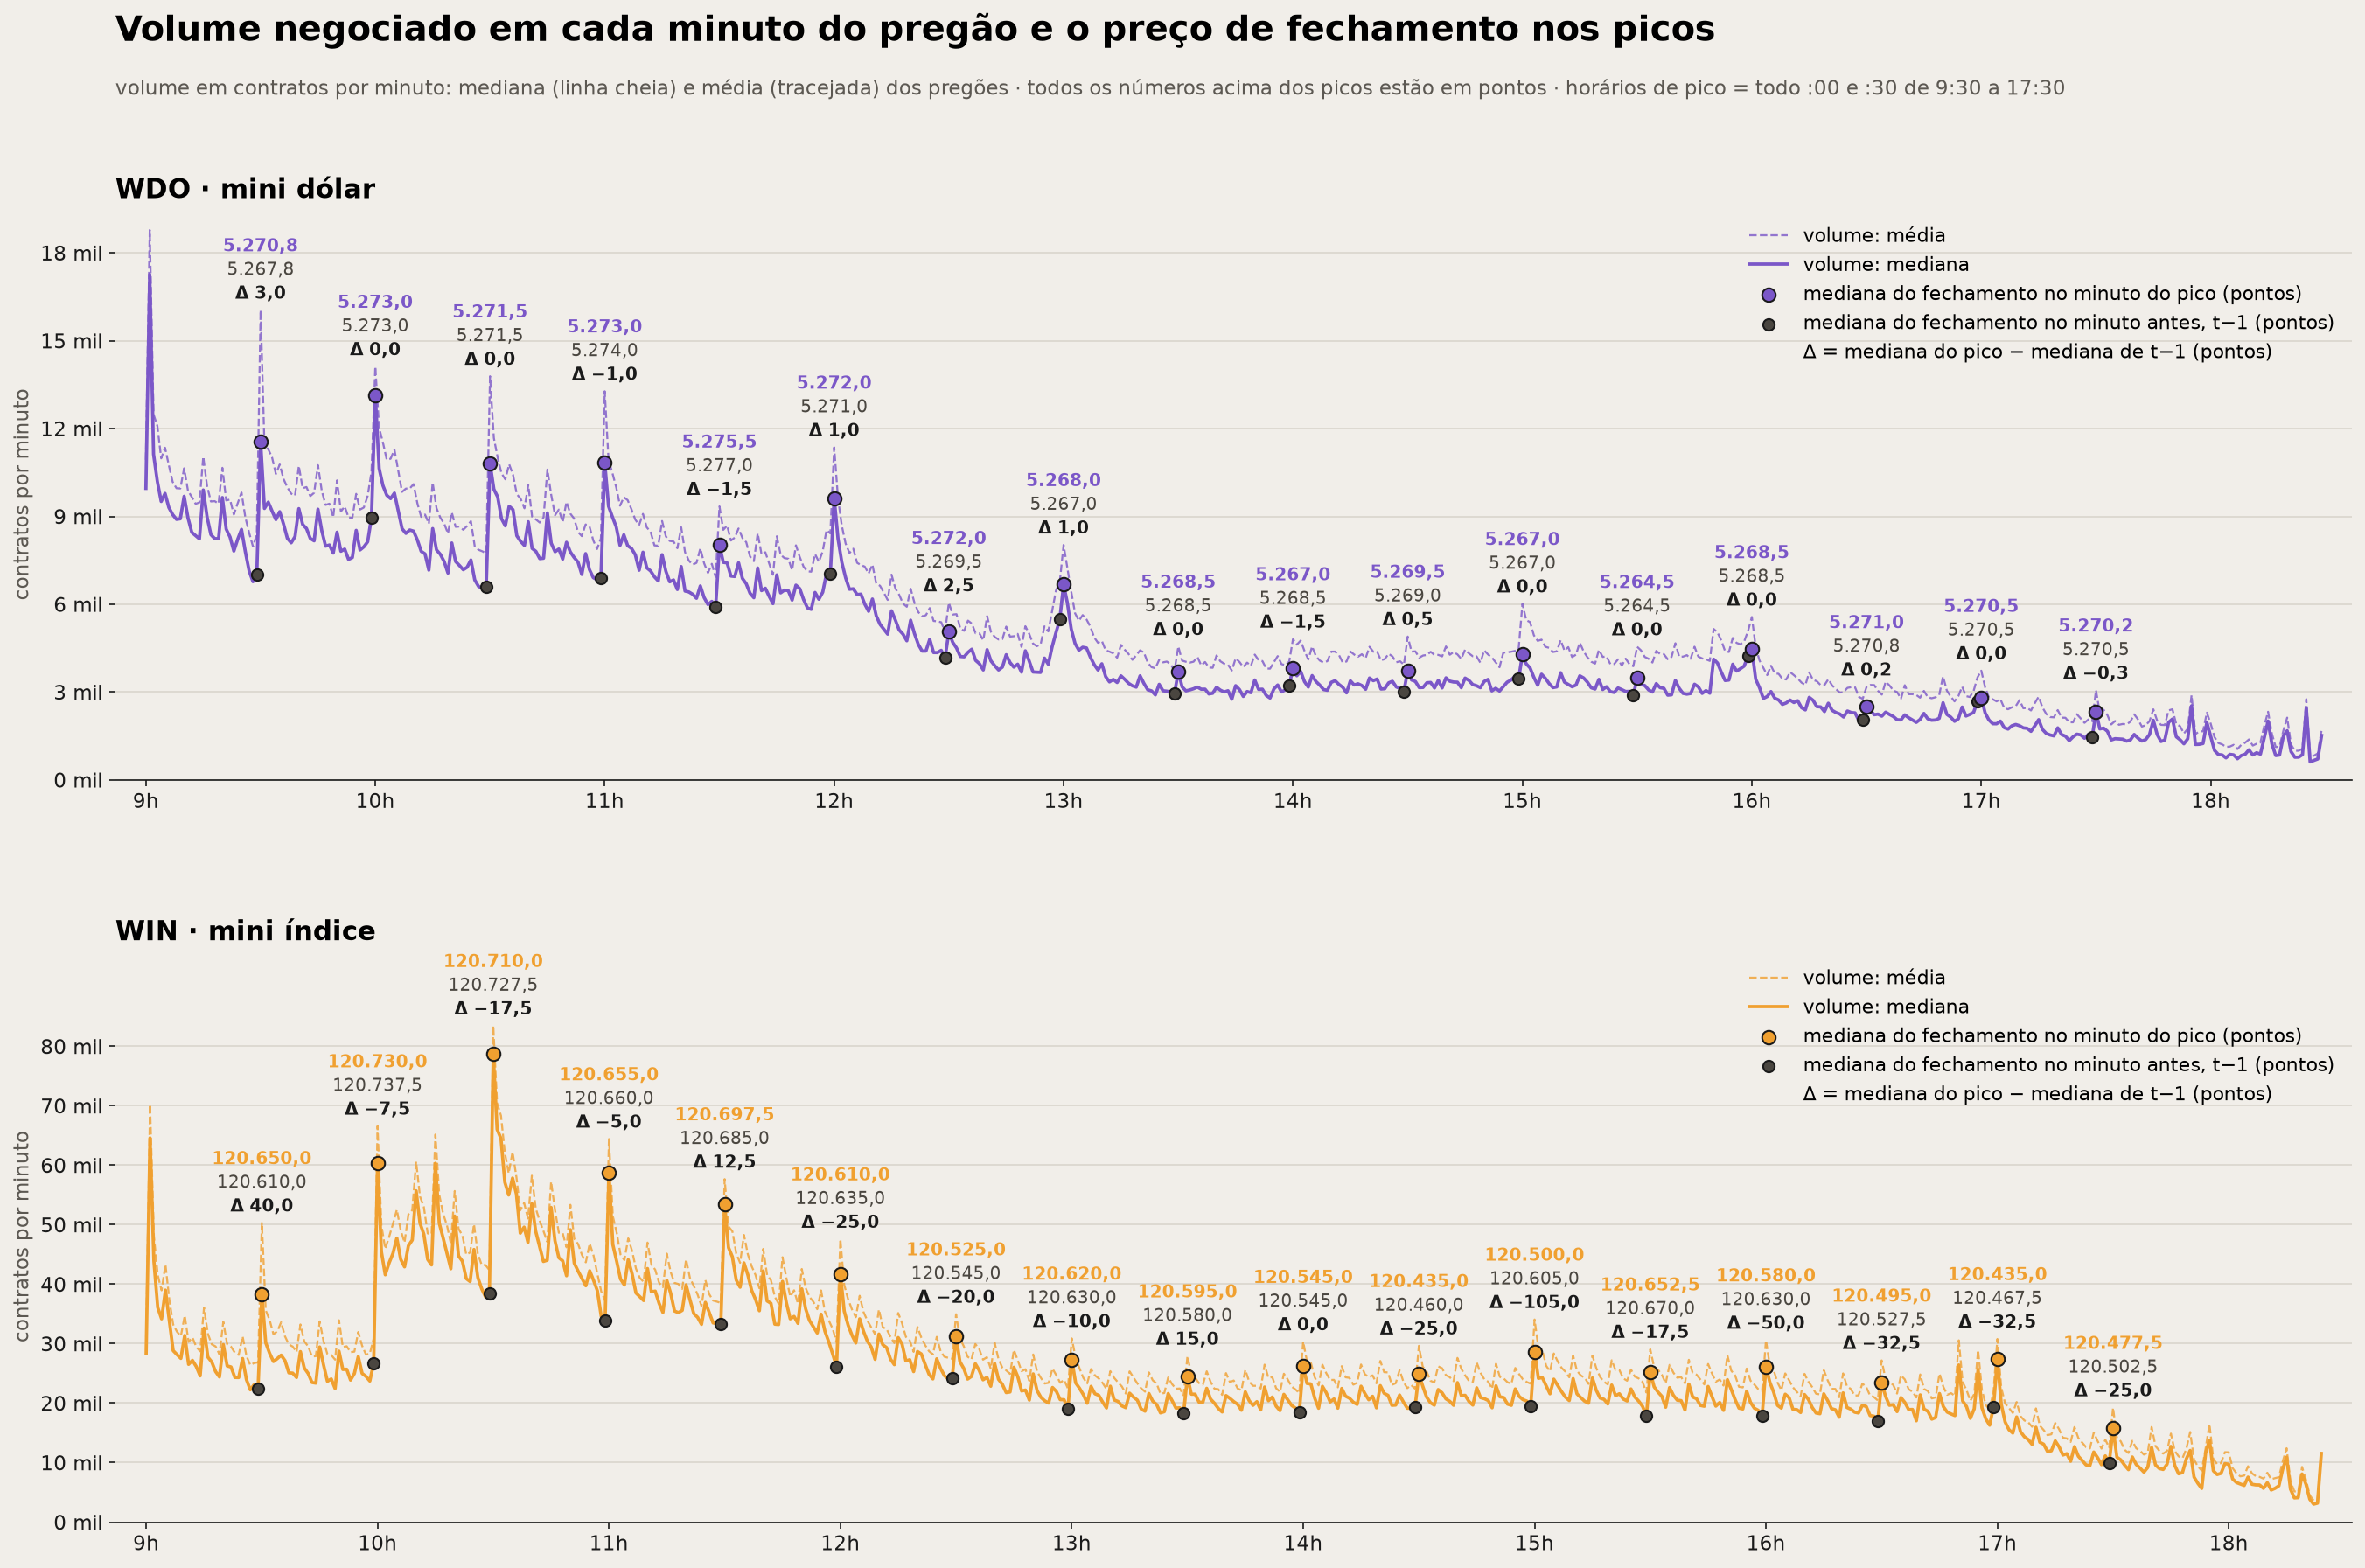 Volume negociado em cada minuto do pregão e o preço de fechamento nos picos
volume em contratos por minuto: mediana (linha cheia) e média (tracejada) dos pregões · todos os números acima dos picos estão em pontos · horários de pico = todo :00 e :30 de 9:30 a 17:30
WDO · mini dólar
contratos por minuto
18 mil
15 mil
12 mil
9 mil
6 mil
3 mil
0 mil
volume: média
volume: mediana
mediana do fechamento no minuto do pico (pontos)
mediana do fechamento no minuto antes, t−1 (pontos)
Δ = mediana do pico − mediana de t−1 (pontos)
5.270,8
5.267,8
Δ 3,0
5.273,0
5.273,0
Δ 0,0
5.271,5
5.271,5
Δ 0,0
5.273,0
5.274,0
Δ −1,0
5.275,5
5.277,0
Δ −1,5
5.272,0
5.271,0
Δ 1,0
5.272,0
5.269,5
Δ 2,5
5.268,0
5.267,0
Δ 1,0
5.268,5
5.268,5
Δ 0,0
5.267,0
5.268,5
Δ −1,5
5.269,5
5.269,0
Δ 0,5
5.267,0
5.267,0
Δ 0,0
5.264,5
5.264,5
Δ 0,0
5.268,5
5.268,5
Δ 0,0
5.271,0
5.270,8
Δ 0,2
5.270,5
5.270,5
Δ 0,0
5.270,2
5.270,5
Δ −0,3
9h 10h 11h 12h 13h 14h 15h 16h 17h 18h
WIN · mini índice
contratos por minuto
80 mil
70 mil
60 mil
50 mil
40 mil
30 mil
20 mil
10 mil
0 mil
volume: média
volume: mediana
mediana do fechamento no minuto do pico (pontos)
mediana do fechamento no minuto antes, t−1 (pontos)
Δ = mediana do pico − mediana de t−1 (pontos)
120.650,0
120.610,0
Δ 40,0
120.730,0
120.737,5
Δ −7,5
120.710,0
120.727,5
Δ −17,5
120.655,0
120.660,0
Δ −5,0
120.697,5
120.685,0
Δ 12,5
120.610,0
120.635,0
Δ −25,0
120.525,0
120.545,0
Δ −20,0
120.620,0
120.630,0
Δ −10,0
120.595,0
120.580,0
Δ 15,0
120.545,0
120.545,0
Δ 0,0
120.435,0
120.460,0
Δ −25,0
120.500,0
120.605,0
Δ −105,0
120.652,5
120.670,0
Δ −17,5
120.580,0
120.630,0
Δ −50,0
120.495,0
120.527,5
Δ −32,5
120.435,0
120.467,5
Δ −32,5
120.477,5
120.502,5
Δ −25,0
9h 10h 11h 12h 13h 14h 15h 16h 17h 18h